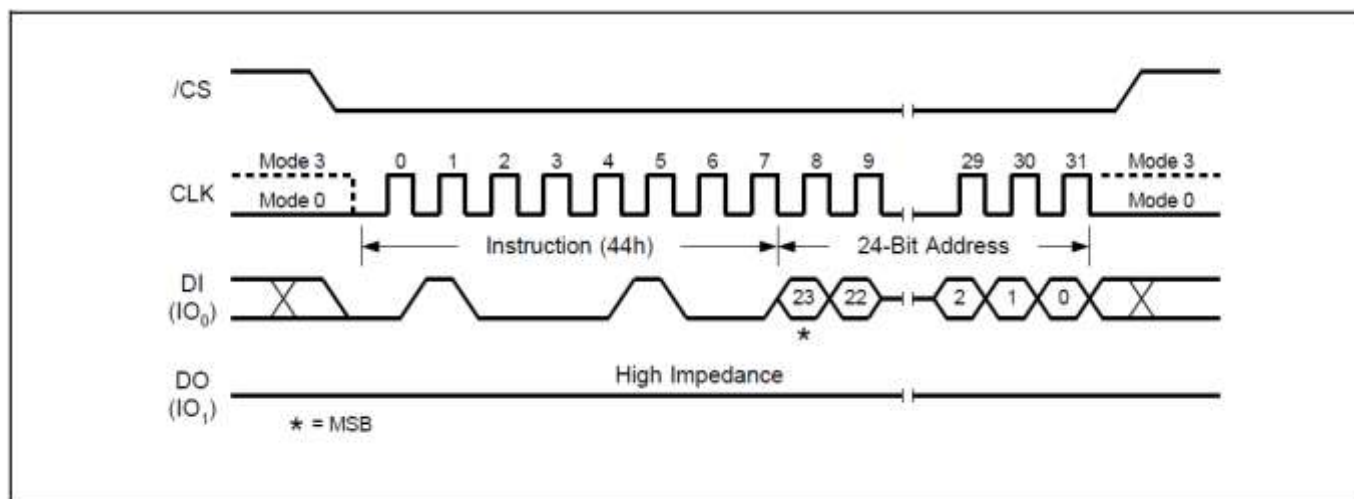 /CS
Mode 3 0 1 2 3 4 5 6 7 8 9 29 30 31 Mode 3
CLK
Mode 0 Mode 0
Instruction (44h) 24-Bit Address
DI
(IO0) 23 22 2 1 0
*
DO High Impedance
(IO1)
* = MSB